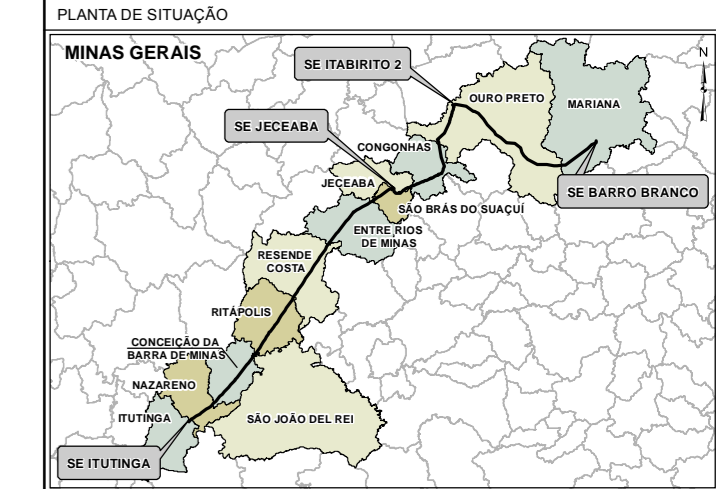 PLANTA DE SITUAÇÃO
MINAS GERAIS
N
SE ITABIRITO 2
OURO PRETO
MARIANA
SE JECEABA
CONGONHAS
JECEABA
SE BARRO BRANCO
SÃO BRÁS DO SUAÇUÍ
ENTRE RIOS
DE MINAS
RESENDE
COSTA
RITÁPOLIS
CONCEIÇÃO DA
BARRA DE MINAS
NAZARENO
ITUTINGA
SÃO JOÃO DEL REI
SE ITUTINGA